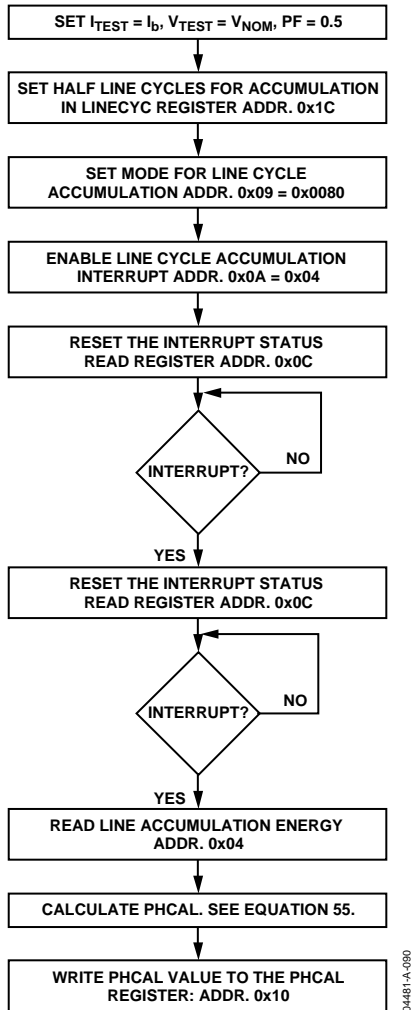 SET ITEST = Ib, VTEST = VNOM, PF = 0.5
SET HALF LINE CYCLES FOR ACCUMULATION
IN LINECYC REGISTER ADDR. 0x1C
SET MODE FOR LINE CYCLE
ACCUMULATION ADDR. 0x09 = 0x0080
ENABLE LINE CYCLE ACCUMULATION
INTERRUPT ADDR. 0x0A = 0x04
RESET THE INTERRUPT STATUS
READ REGISTER ADDR. 0x0C
INTERRUPT?
NO
YES
RESET THE INTERRUPT STATUS
READ REGISTER ADDR. 0x0C
INTERRUPT?
NO
YES
READ LINE ACCUMULATION ENERGY
ADDR. 0x04
CALCULATE PHCAL. SEE EQUATION 55.
WRITE PHCAL VALUE TO THE PHCAL
REGISTER: ADDR. 0x10
04481-A-090